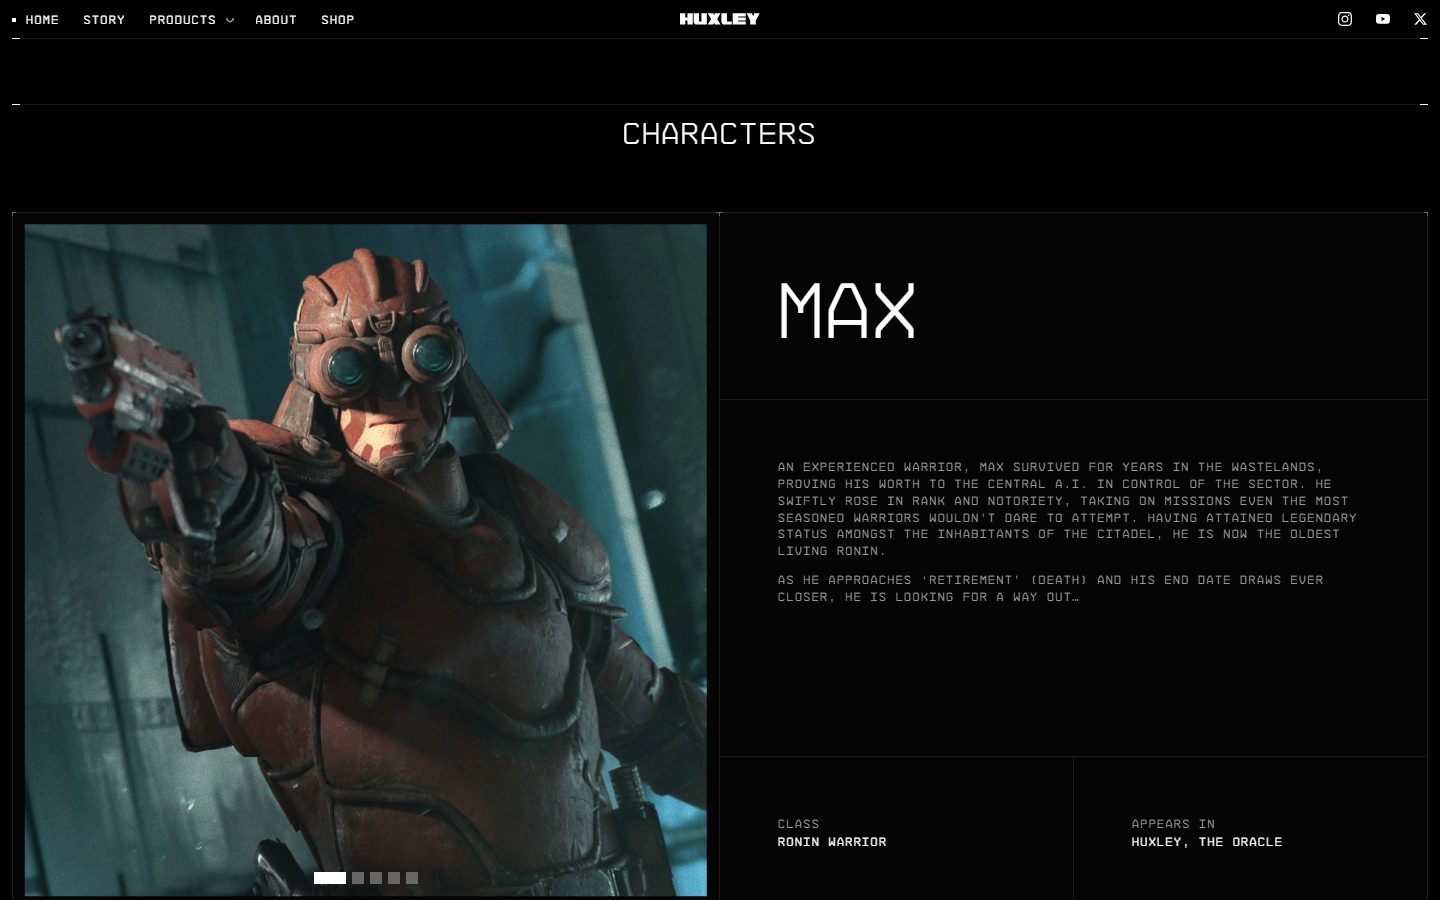 HOME STORY PRODUCTS ABOUT SHOP
HUXLEY
CHARACTERS
MAX
AN EXPERIENCED WARRIOR, MAX SURVIVED FOR YEARS IN THE WASTELANDS,
PROVING HIS WORTH TO THE CENTRAL A.I. IN CONTROL OF THE SECTOR. HE
SWIFTLY ROSE IN RANK AND NOTORIETY, TAKING ON MISSIONS EVEN THE MOST
SEASONED WARRIORS WOULDN'T DARE TO ATTEMPT. HAVING ATTAINED LEGENDARY
STATUS AMONGST THE INHABITANTS OF THE CITADEL, HE IS NOW THE OLDEST
LIVING RONIN.
AS HE APPROACHES ‘RETIREMENT’ (DEATH) AND HIS END DATE DRAWS EVER
CLOSER, HE IS LOOKING FOR A WAY OUT…
CLASS
RONIN WARRIOR
APPEARS IN
HUXLEY, THE ORACLE